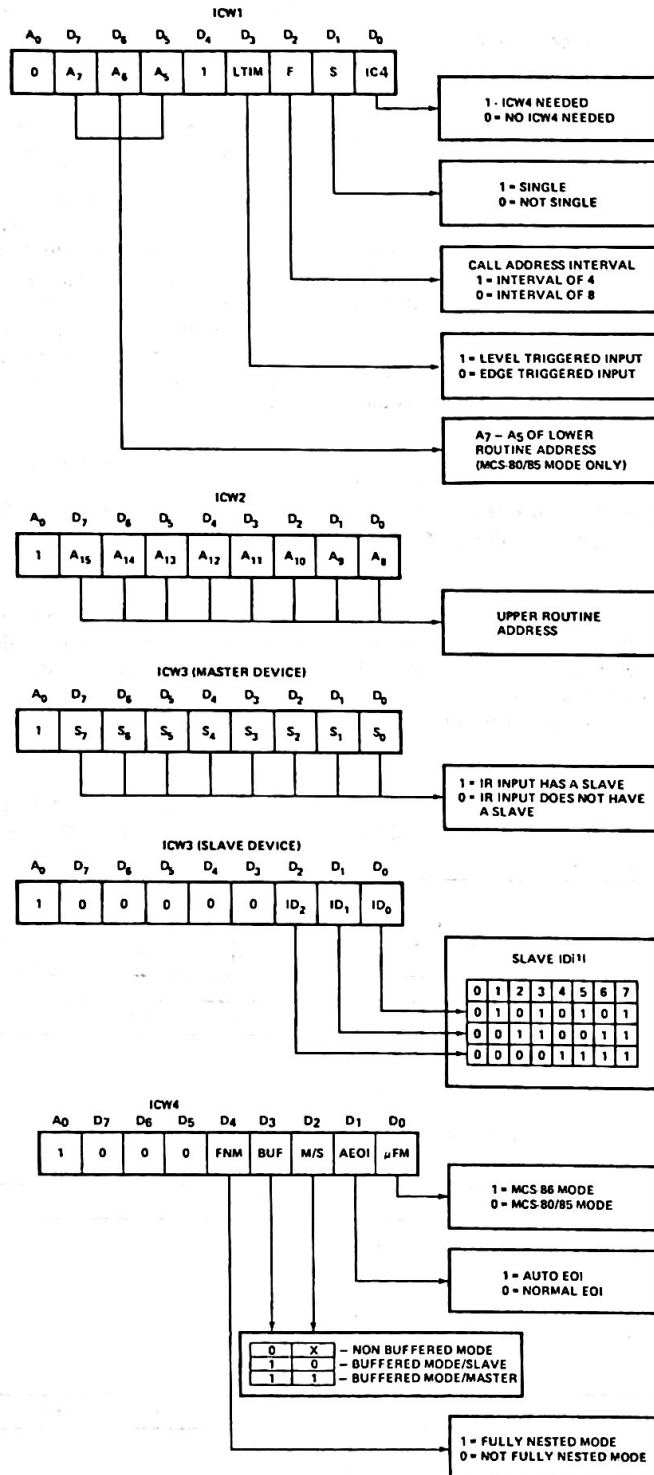 ICW1
A0 D7 D6 D5 D4 D3 D2 D1 D0
0 A7 A6 A5 1 LTIM F S IC4
1 - ICW4 NEEDED
0 = NO ICW4 NEEDED
1 = SINGLE
0 = NOT SINGLE
CALL ADDRESS INTERVAL
1 = INTERVAL OF 4
0 = INTERVAL OF 8
1 = LEVEL TRIGGERED INPUT
0 = EDGE TRIGGERED INPUT
A7 – A5 OF LOWER
ROUTINE ADDRESS
(MCS-80/85 MODE ONLY)
ICW2
A0 D7 D6 D5 D4 D3 D2 D1 D0
1 A15 A14 A13 A12 A11 A10 A9 A8
UPPER ROUTINE
ADDRESS
ICW3 (MASTER DEVICE)
A0 D7 D6 D5 D4 D3 D2 D1 D0
1 S7 S6 S5 S4 S3 S2 S1 S0
1 = IR INPUT HAS A SLAVE
0 = IR INPUT DOES NOT HAVE
A SLAVE
ICW3 (SLAVE DEVICE)
A0 D7 D6 D5 D4 D3 D2 D1 D0
1 0 0 0 0 0 ID2 ID1 ID0
SLAVE ID(1)
0 1 2 3 4 5 6 7
0 1 0 1 0 1 0 1
0 0 1 1 0 0 1 1
0 0 0 0 1 1 1 1
ICW4
A0 D7 D6 D5 D4 D3 D2 D1 D0
1 0 0 0 FNM BUF M/S AEOI μFM
1 = MCS 86 MODE
0 = MCS-80/85 MODE
1 = AUTO EOI
0 = NORMAL EOI
0 X – NON BUFFERED MODE
1 0 – BUFFERED MODE/SLAVE
1 1 – BUFFERED MODE/MASTER
1 = FULLY NESTED MODE
0 = NOT FULLY NESTED MODE